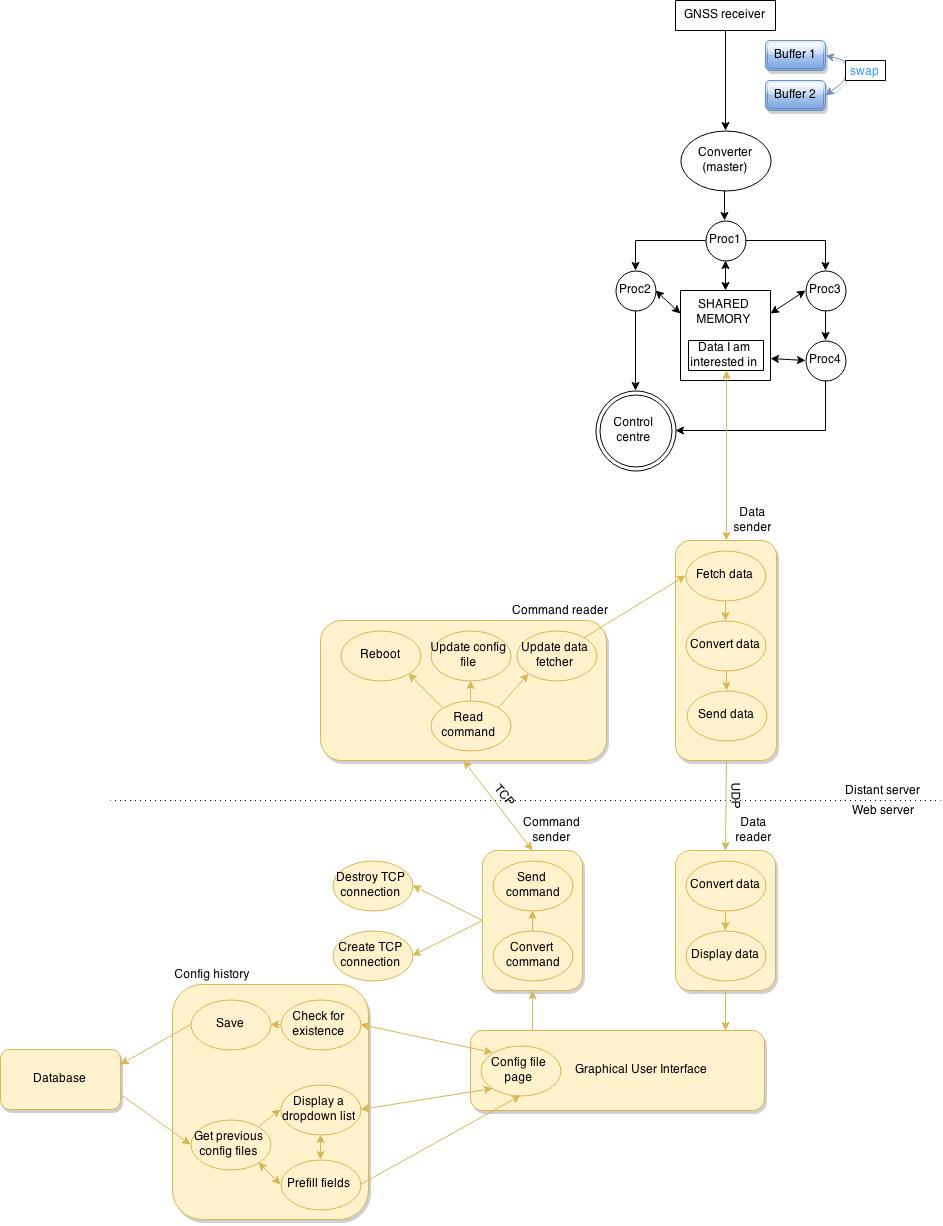 GNSS receiver
Buffer 1
swap
Buffer 2
Converter
(master)
Proc1
Proc2
Proc3
SHARED
MEMORY
Data I am
interested in
Proc4
Control
centre
Data
sender
Fetch data
Command reader
Reboot
Update config
file
Update data
fetcher
Convert data
Read
command
Send data
TCP
UDP
Distant server
Web server
Command
sender
Data
reader
Destroy TCP
connection
Send
command
Convert data
Create TCP
connection
Convert
command
Display data
Config history
Save
Check for
existence
Config file
page
Graphical User Interface
Database
Display a
dropdown list
Get previous
config files
Prefill fields